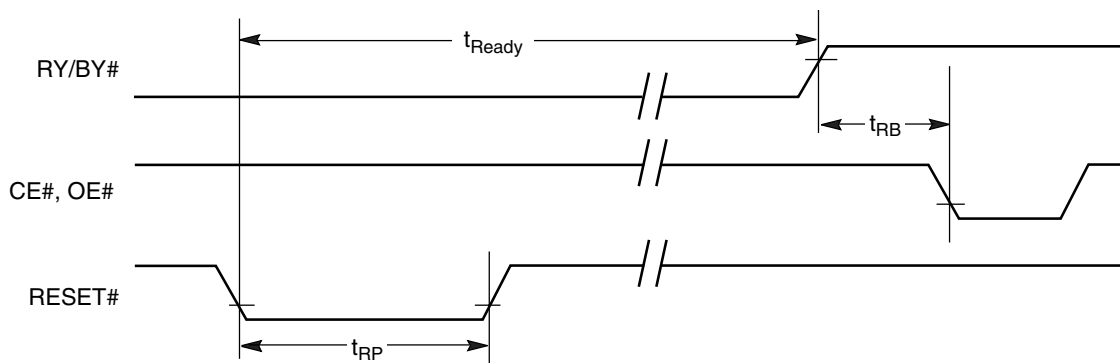 tReady
RY/BY#
tRB
CE#, OE#
RESET#
tRP